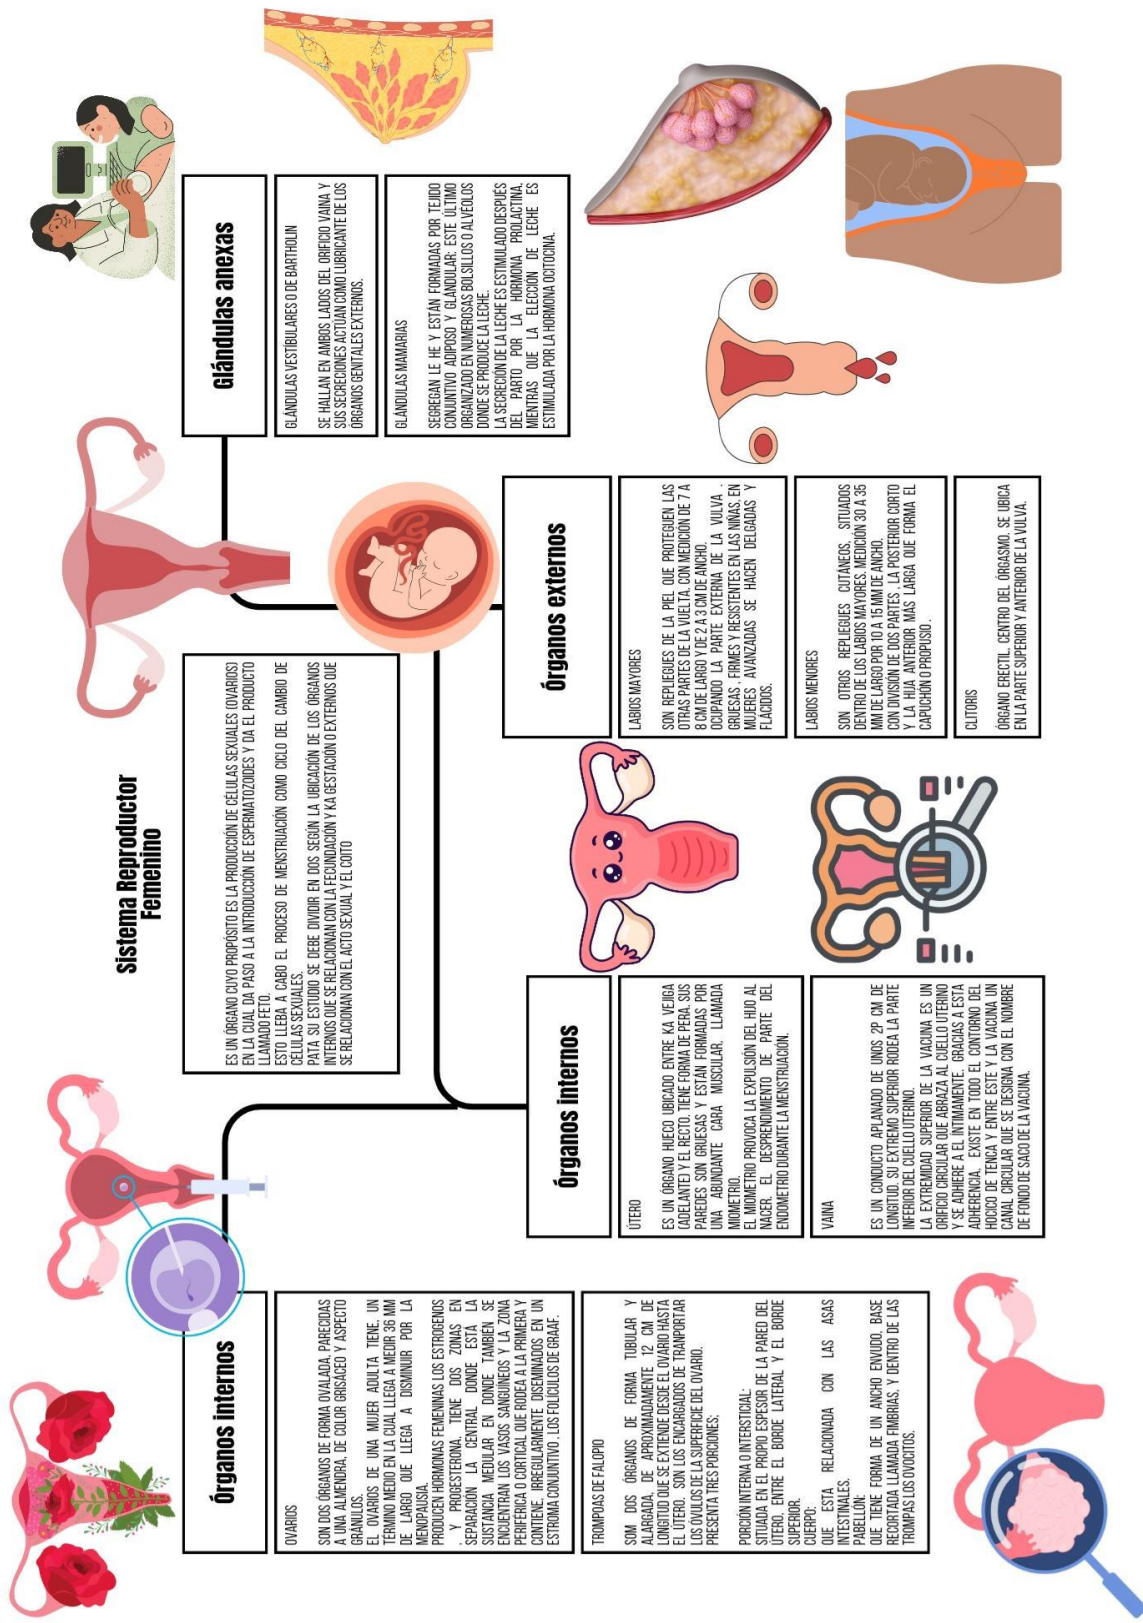 Sistema Reproductor
Femenino
ES UN ÓRGANO CUYO PROPÓSITO ES LA PRODUCCIÓN DE CÉLULAS SEXUALES (OVARIOS)
EN LA CUAL DA PASO A LA INTRODUCCIÓN DE ESPERMATOZOIDES Y DA EL PRODUCTO
LLAMADO FETO.
ESTO LLEBA A CABO EL PROCESO DE MENSTRUACIÓN COMO CICLO DEL CAMBIO DE
CÉLULAS SEXUALES.
PATA SU ESTUDIO SE DEBE DIVIDIR EN DOS SEGÚN LA UBICACIÓN DE LOS ÓRGANOS
INTERNOS QUE SE RELACIONAN CON LA FECUNDACIÓN Y KA GESTACIÓN O EXTERNOS QUE
SE RELACIONAN CON EL ACTO SEXUAL Y EL COITO
Órganos internos
OVARIOS
SON DOS ÓRGANOS DE FORMA OVALADA, PARECIDAS
A UNA ALMENDRA, DE COLOR GRISÁCEO Y ASPECTO
GRANULOS.
EL OVARIOS DE UNA MUJER ADULTA TIENE, UN
TÉRMINO MEDIO EN LA CUAL LLEGA A MEDIR 36 MM
DE LARGO QUE LLEGA A DISMINUIR POR LA
MENOPAUSIA.
PRODUCEN HORMONAS FEMENINAS LOS ESTROGENOS
. Y PROGESTERONA. TIENE DOS ZONAS EN
SEPARACIÓN LA CENTRAL DONDE ESTÁ LA
SUSTANCIA MEDULAR EN DONDE TAMBIÉN SE
ENCUENTRAN LOS VASOS SANGUÍNEOS Y LA ZONA
PERIFÉRICA O CORTICAL QUE RODEA A LA PRIMERA Y
CONTIENE, IRREGULARMENTE DISEMINADOS EN UN
ESTROMA CONJUNTIVO , LOS FOLICULOS DE GRAAF.
TROMPDAS DE FALOPIO
SOM DOS ÓRGANOS DE FORMA TUBULAR Y
ALARGADA, DE APROXIMADAMENTE 12 CM DE
LONGITUD QUE SE EXTIENDE DESDE EL OVARIO HASTA
EL ÚTERO. SON LOS ENCARGADOS DE TRANPORTAR
LOS ÓVULOS DE LA SUPERFICIE DEL OVARIO.
PRESENTA TRES PORCIONES:
PORCIÓN INTERNA O INTERSTICIAL:
SITUADA EN EL PROPIO ESPESOR DE LA PARED DEL
ÚTERO, ENTRE EL BORDE LATERAL Y EL BORDE
SUPERIOR.
CUERPO:
QUE ESTA RELACIONADA CON LAS ASAS
INTESTINALES.
PABELLÓN:
QUE TIENE FORMA DE UN ANCHO ENVUDO, BASE
RECORTADA LLAMADA FIMBRIAS, Y DENTRO DE LAS
TROMPAS LOS OVOCITOS.
Órganos internos
ÚTERO
ES UN ÓRGANO HUECO UBICADO ENTRE KA VEJIGA
(ADELANTE) Y EL RECTO. TIENE FORMA DE PERA. SUS
PAREDES SON GRUESAS Y ESTÁN FORMADAS POR
UNA ABUNDANTE CARA MUSCULAR, LLAMADA
MIOMETRIO.
EL MIOMETRIO PROVOCA LA EXPULSIÓN DEL HIJO AL
NACER, EL DESPRENDIMIENTO DE PARTE DEL
ENDOMETRIO DURANTE LA MENSTRUACIÓN.
VAINA
ES UN CONDUCTO APLANADO DE UNOS 2P CM DE
LONGITUD, SU EXTREMO SUPERIOR RODEA LA PARTE
INFERIOR DEL CUELLO UTERINO.
LA EXTREMIDAD SUPERIOR DE LA VACUNA ES UN
ORIFICIO CIRCULAR QUE ABRAZA AL CUELLO UTERINO
Y SE ADHIERE A EL ÍNTIMAMENTE. GRACIAS A ESTA
ADHERENCIA, EXISTE EN TODO EL CONTORNO DEL
HOCICO DE TENCA Y ENTRE ESTE Y LA VACUNA UN
CANAL CIRCULAR QUE SE DESIGNA CON EL NOMBRE
DE FONDO DE SACO DE LA VACUNA.
Órganos externos
LABIOS MAYORES
SON REPLIEGUES DE LA PIEL QUE PROTEGUEN LAS
OTRAS PARTES DE LA VUELTA, CON MEDICIÓN DE 7 A
8 CM DE LARGO Y DE 2 A 3 CM DE ANCHO.
OCUPANDO LA PARTE EXTERNA DE LA VULVA .
GRUESAS , FIRMES Y RESISTENTES EN LAS NIÑAS, EN
MUJERES AVANZADAS SE HACEN DELGADAS Y
FLÁCIDOS.
LABIOS MENORES
SON OTROS REPLIEGUES CUTÁNEOS, SITUADOS
DENTRO DE LOS LABIOS MAYORES. MEDICIÓN 30 A 35
MM DE LARGO POR 10 A 15 MM DE ANCHO.
CON DIVISIÓN DE DOS PARTES , LA POSTERIOR CORTO
Y LA HIJA ANTERIOR MÁS LARGA QUE FORMA EL
CAPUCHÓN O PROPUSIO .
CLITORIS
ÓRGANO ERECTIL, CENTRO DEL ÓRGASMO. SE UBICA
EN LA PARTE SUPERIOR Y ANTERIOR DE LA VULVA.
Glándulas anexas
GLÁNDULAS VESTÍBULARES O DE BARTHOLIN
SE HALLAN EN AMBOS LADOS DEL ORIFICIO VAINA Y
SUS SECRECIONES ACTÚAN COMO LUBRICANTE DE LOS
ÓRGANOS GENITALES EXTERNOS.
GLÁNDULAS MAMARIAS
SEGREGAN LE HE Y ESTÁN FORMADAS POR TEJIDO
CONJUNTIVO ADIPOSO Y GLANDULAR: ESTE ÚLTIMO
ORGANIZADO EN NUMEROSAS BOLSILLOS O ALVÉOLOS
DONDE SE PRODUCE LA LECHE.
LA SECRECIÓN DE LA LECHE ES ESTIMULADO DESPUÉS
DEL PARTO POR LA HORMONA PROLACTINA,
MIENTRAS QUE LA ELECCIÓN DE LECHE ES
ESTIMULADA POR LA HORMONA OCITOCINA.